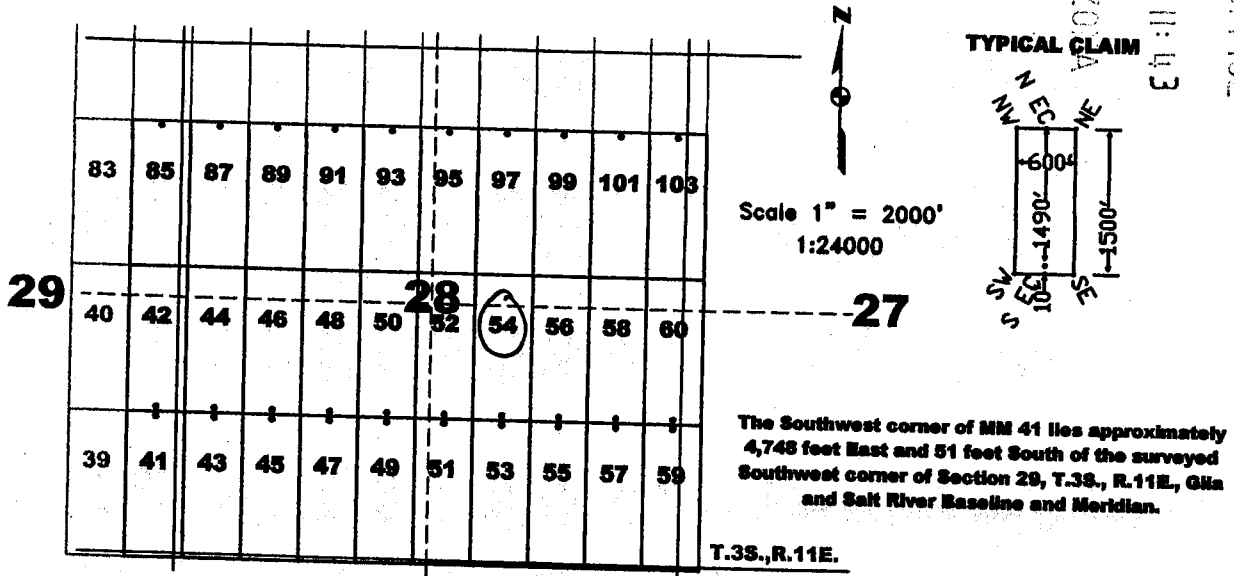 TYPICAL CLAIM
11:43
N
NW N EC NE
600'
1490'
1500'
10'
SW S EC SE
Scale 1" = 2000'
1:24000
83 85 87 89 91 93 95 97 99 101 103
29 28 27
40 42 44 46 48 50 52 54 56 58 60
39 41 43 45 47 49 51 53 55 57 59
The Southwest corner of MM 41 lies approximately
4,748 feet East and 51 feet South of the surveyed
Southwest corner of Section 29, T.3S., R.11E., Gila
and Salt River Baseline and Meridian.
T.3S.,R.11E.